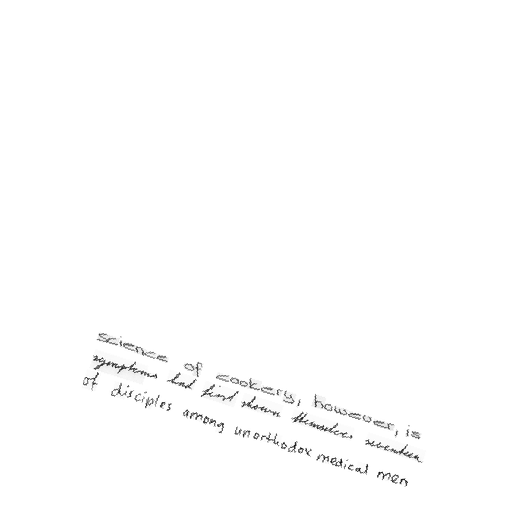 science of cookery, however, is
symptoms had first shown themselves seventeen
of disciples among unorthodox medical men